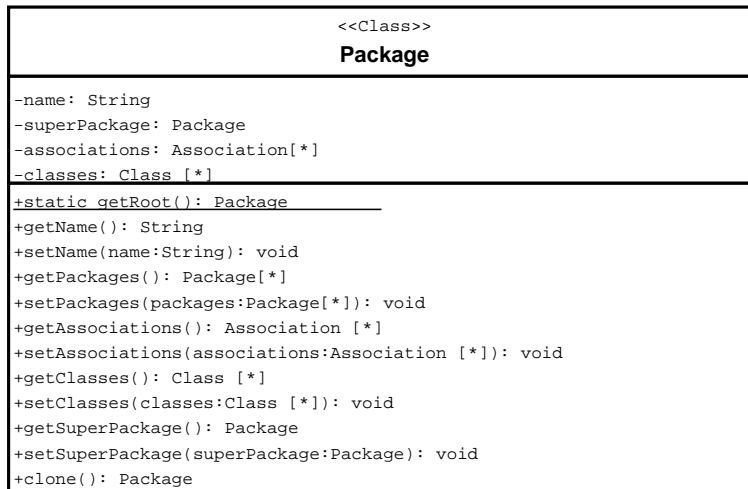 <<Class>>
Package
-name: String
-superPackage: Package
-associations: Association[*]
-classes: Class [*]
+static getRoot(): Package
+getName(): String
+setName(name:String): void
+getPackages(): Package[*]
+setPackages(packages:Package[*]): void
+getAssociations(): Association [*]
+setAssociations(associations:Association [*]): void
+getClasses(): Class [*]
+setClasses(classes:Class [*]): void
+getSuperPackage(): Package
+setSuperPackage(superPackage:Package): void
+clone(): Package